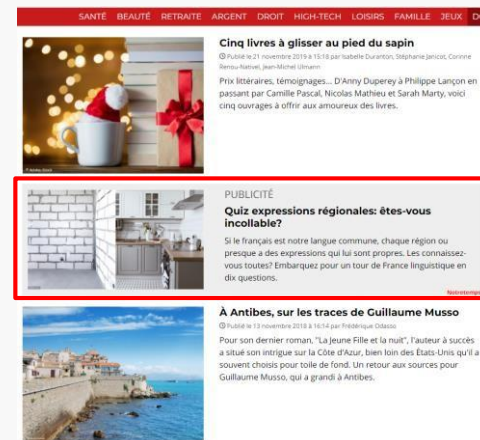 SANTÉ BEAUTÉ RETRAITE ARGENT DROIT HIGH-TECH LOISIRS FAMILLE JEUX
Cinq livres à glisser au pied du sapin
Publié le 21 novembre 2019 à 15:18 par Isabelle Duranton, Stéphanie Janicot, Corinne
Renou-Nativel, Jean-Michel Ulmann
Prix littéraires, témoignages... D'Anny Duperey à Philippe Lançon en
passant par Camille Pascal, Nicolas Mathieu et Sarah Marty, voici
cinq ouvrages à offrir aux amoureux des livres.
PUBLICITÉ
Quiz expressions régionales: êtes-vous
incollable?
Si le français est notre langue commune, chaque région ou
presque a des expressions qui lui sont propres. Les connaissez-
vous toutes? Embarquez pour un tour de France linguistique en
dix questions.
À Antibes, sur les traces de Guillaume Musso
Publié le 13 novembre 2018 à 16:54 par Frédérique Odasso
Pour son dernier roman, "La Jeune Fille et la nuit", l'auteur à succès
a situé son intrigue sur la Côte d'Azur, bien loin des États-Unis qu'il a
souvent choisis pour toile de fond. Un retour aux sources pour
Guillaume Musso, qui a grandi à Antibes.